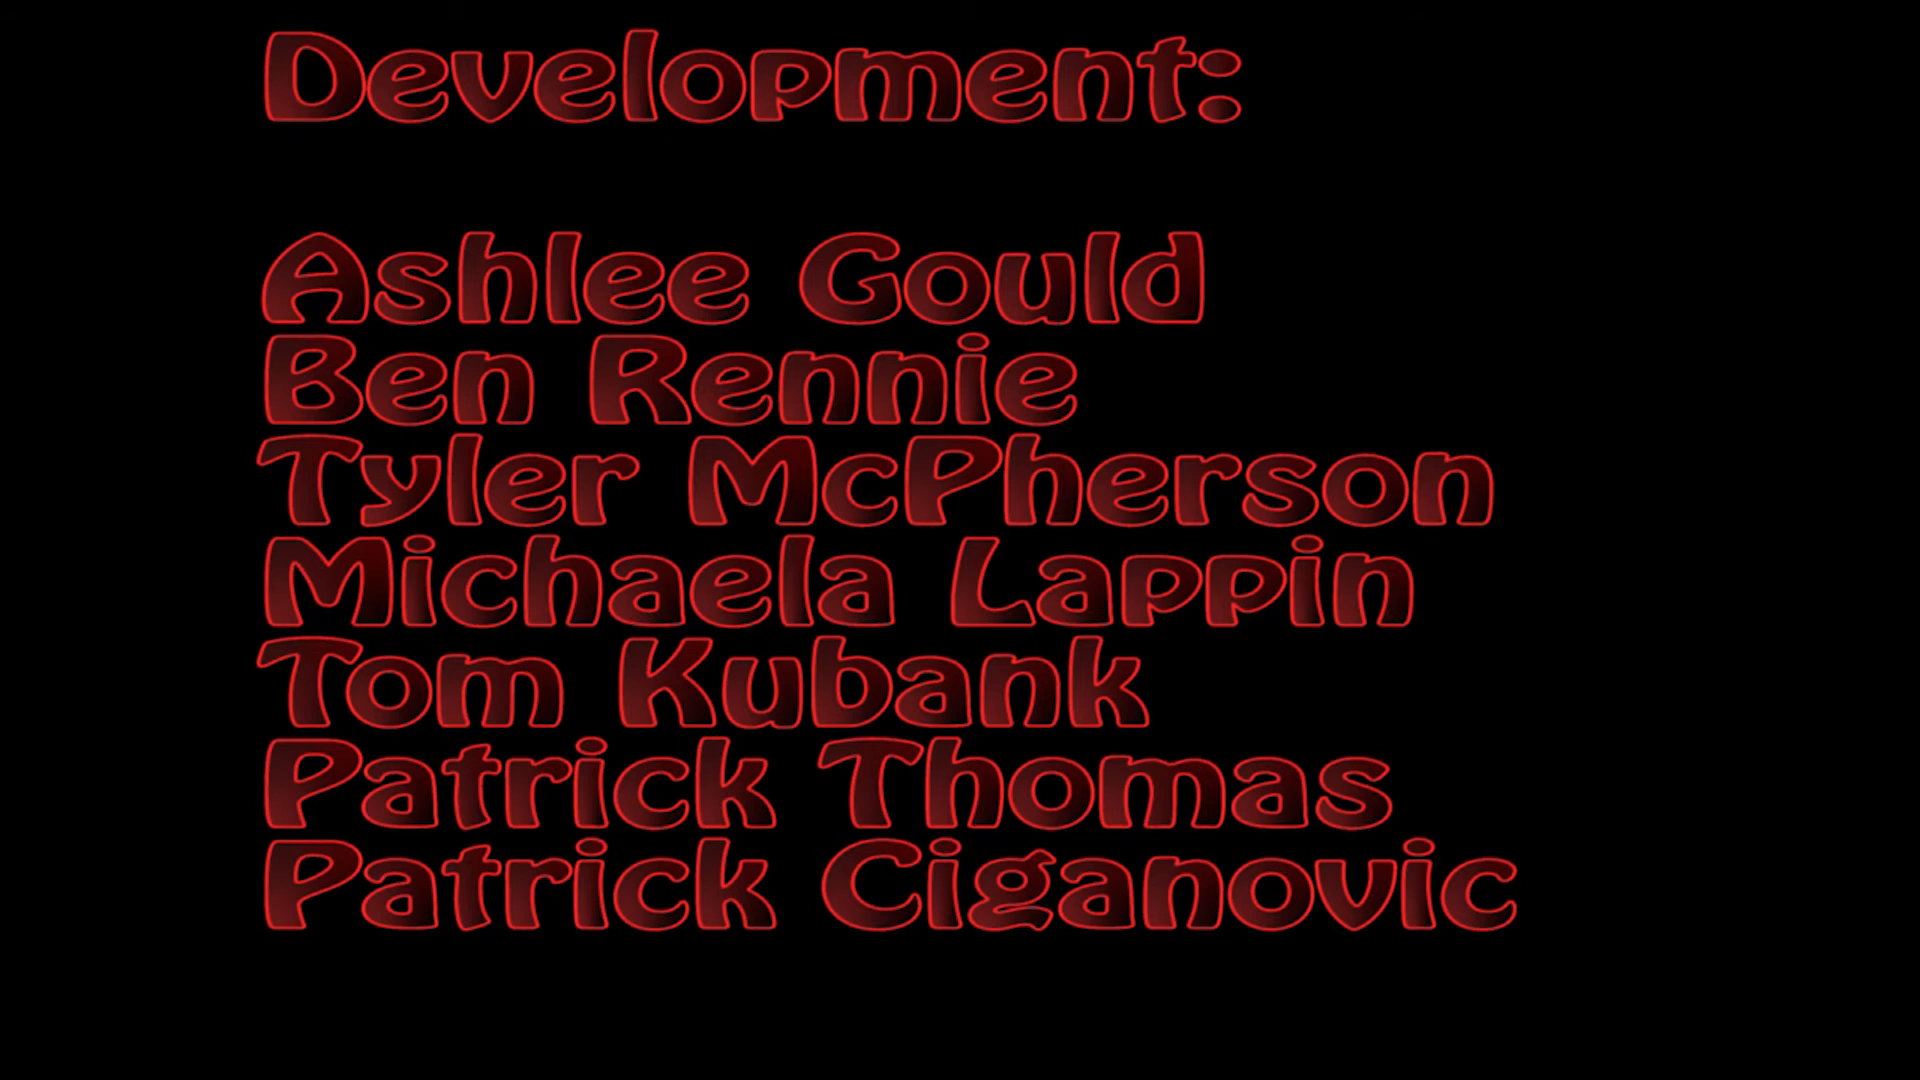 Development:
Ashlee Gould
Ben Rennie
Tyler McPherson
Michaela Lappin
Tom Kubank
Patrick Thomas
Patrick Ciganovic